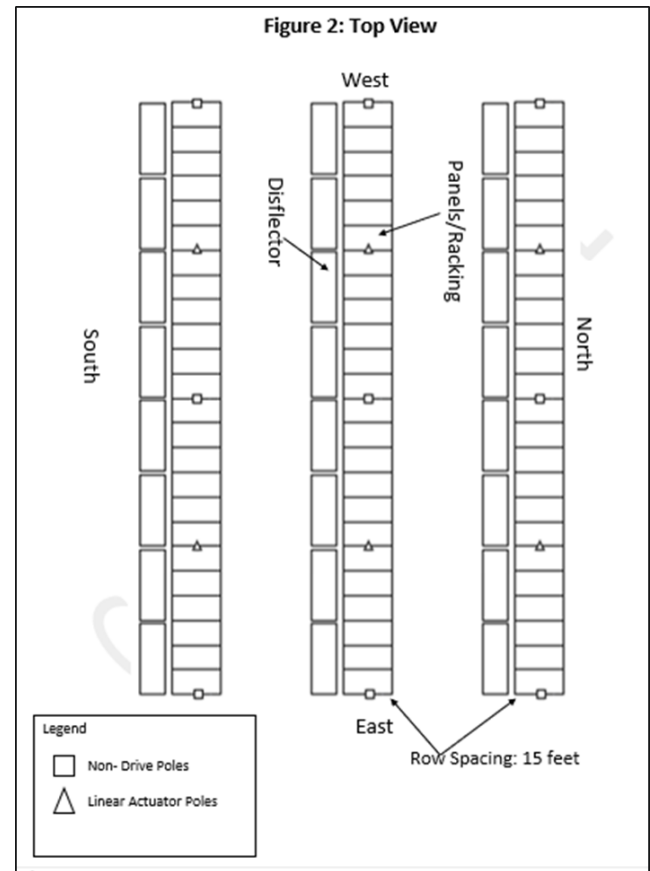 Figure 2: Top View
West
Panels/Racking
Disflector
South
North
East
Row Spacing: 15 feet
Legend
Non- Drive Poles
Linear Actuator Poles